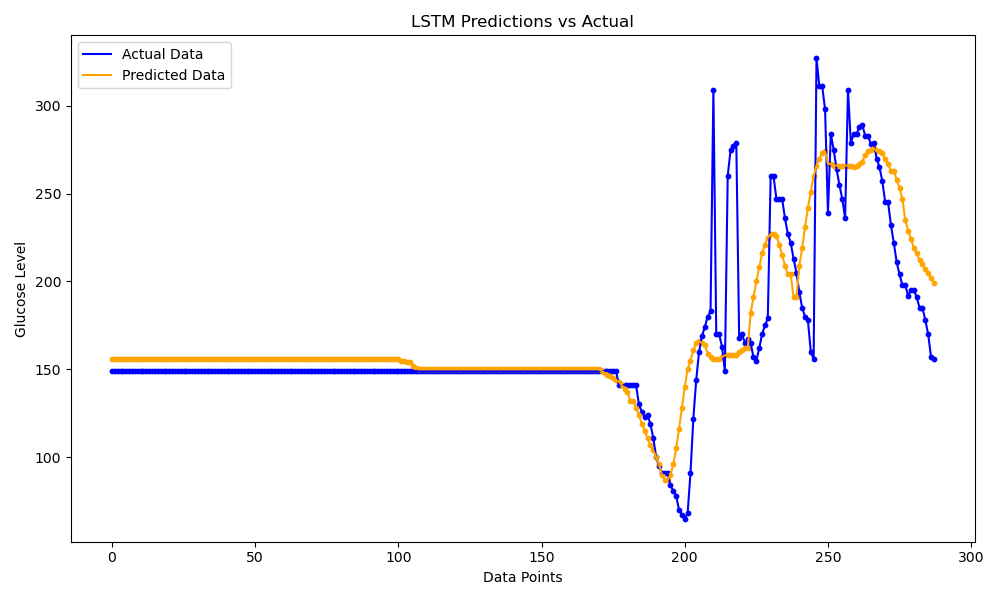 LSTM Predictions vs Actual
Actual Data
Predicted Data
Glucose Level
300
250
200
150
100
0 50 100 150 200 250 300
Data Points